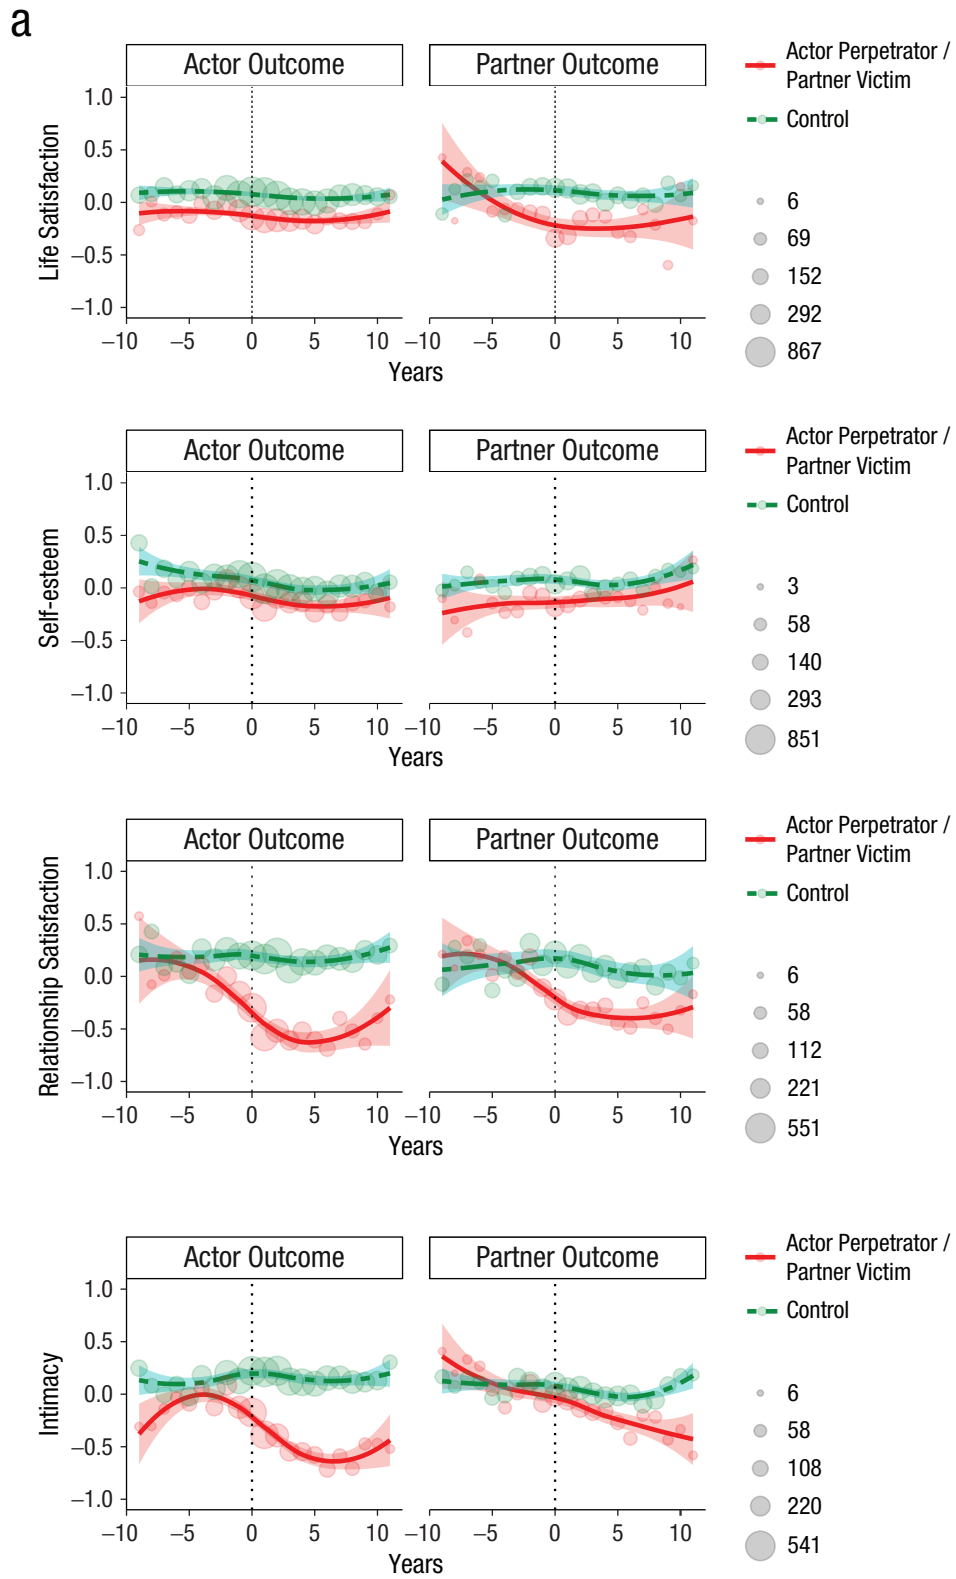 a
Actor Outcome
Partner Outcome
Actor Perpetrator /
Partner Victim
Control
Life Satisfaction
1.0
0.5
0.0
−0.5
−1.0
−10 −5 0 5 10
−10 −5 0 5 10
Years
6
69
152
292
867
Actor Outcome
Partner Outcome
Actor Perpetrator /
Partner Victim
Control
Self-esteem
1.0
0.5
0.0
−0.5
−1.0
−10 −5 0 5 10
−10 −5 0 5 10
Years
3
58
140
293
851
Actor Outcome
Partner Outcome
Actor Perpetrator /
Partner Victim
Control
Relationship Satisfaction
1.0
0.5
0.0
−0.5
−1.0
−10 −5 0 5 10
−10 −5 0 5 10
Years
6
58
112
221
551
Actor Outcome
Partner Outcome
Actor Perpetrator /
Partner Victim
Control
Intimacy
1.0
0.5
0.0
−0.5
−1.0
−10 −5 0 5 10
−10 −5 0 5 10
Years
6
58
108
220
541